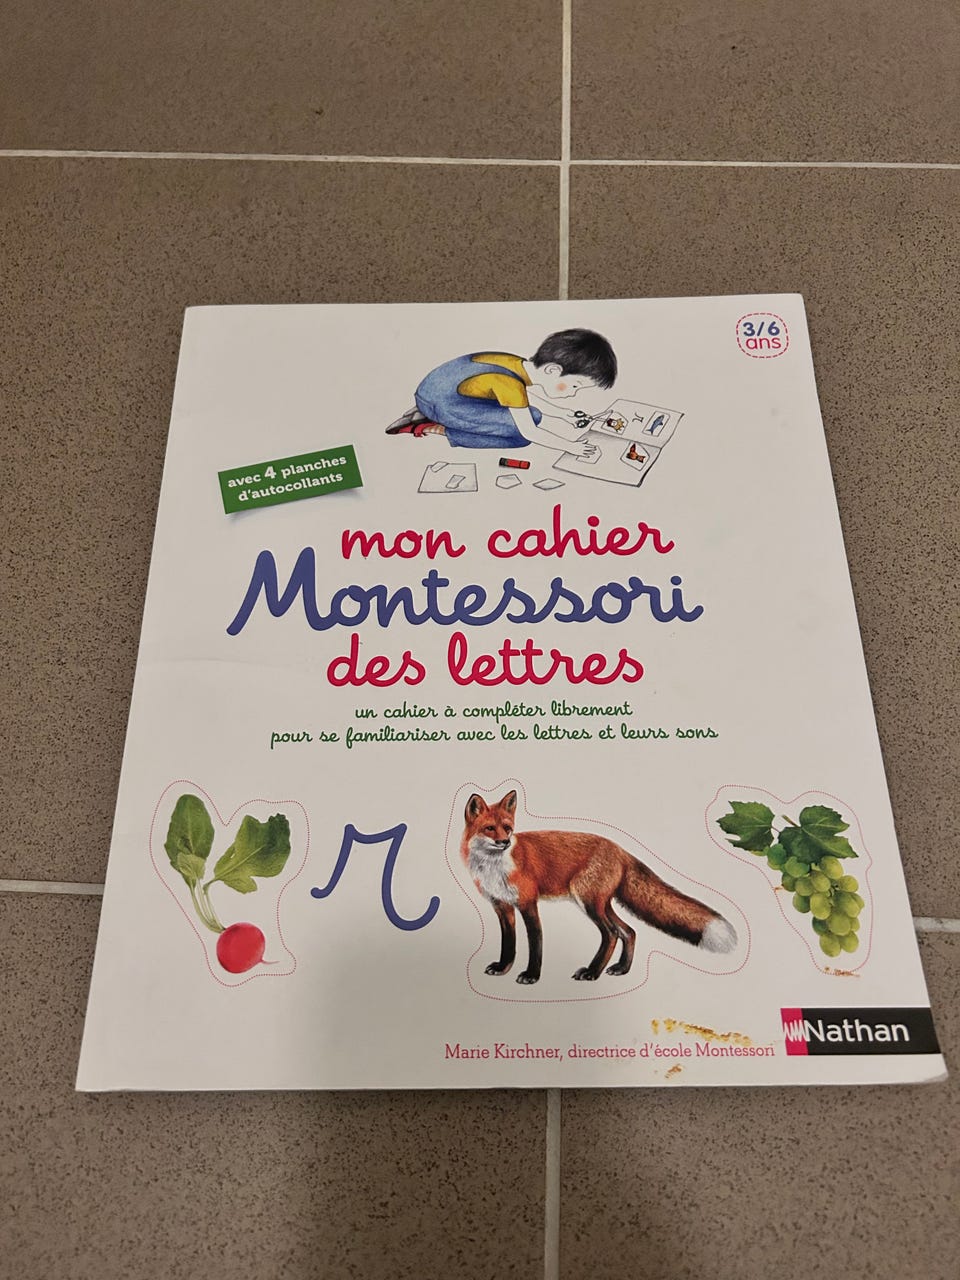 3/6
ans
avec 4 planches
d'autocollants
mon cahier
Montessori
des lettres
un cahier à compléter librement
pour se familiariser avec les lettres et leurs sons
r
Marie Kirchner, directrice d'école Montessori
Nathan